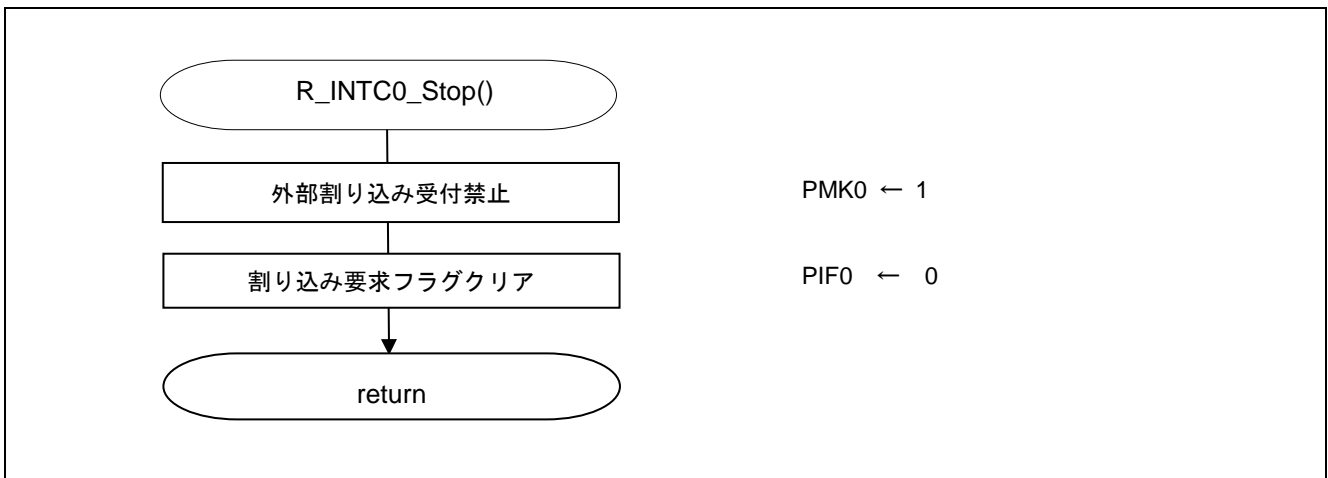 R_INTC0_Stop()
外部割り込み受付禁止 PMK0 ← 1
割り込み要求フラグクリア PIF0 ← 0
return